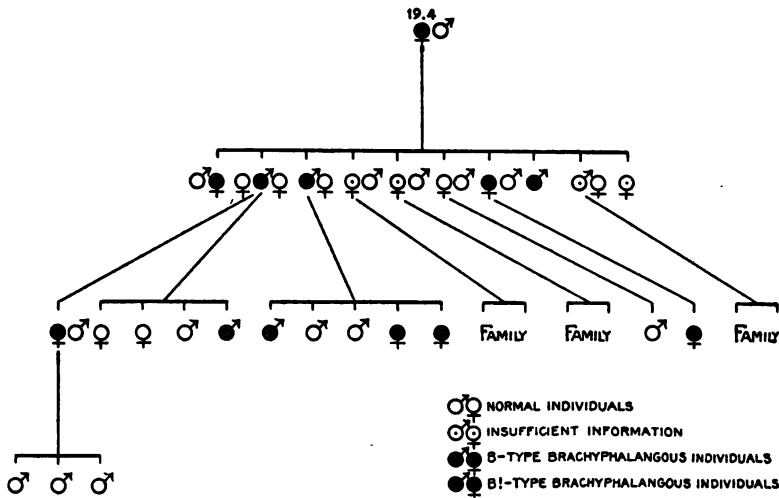 19.4
FAMILY FAMILY FAMILY
NORMAL INDIVIDUALS
INSUFFICIENT INFORMATION
B-TYPE BRACHYPHALANGOUS INDIVIDUALS
B!-TYPE BRACHYPHALANGOUS INDIVIDUALS